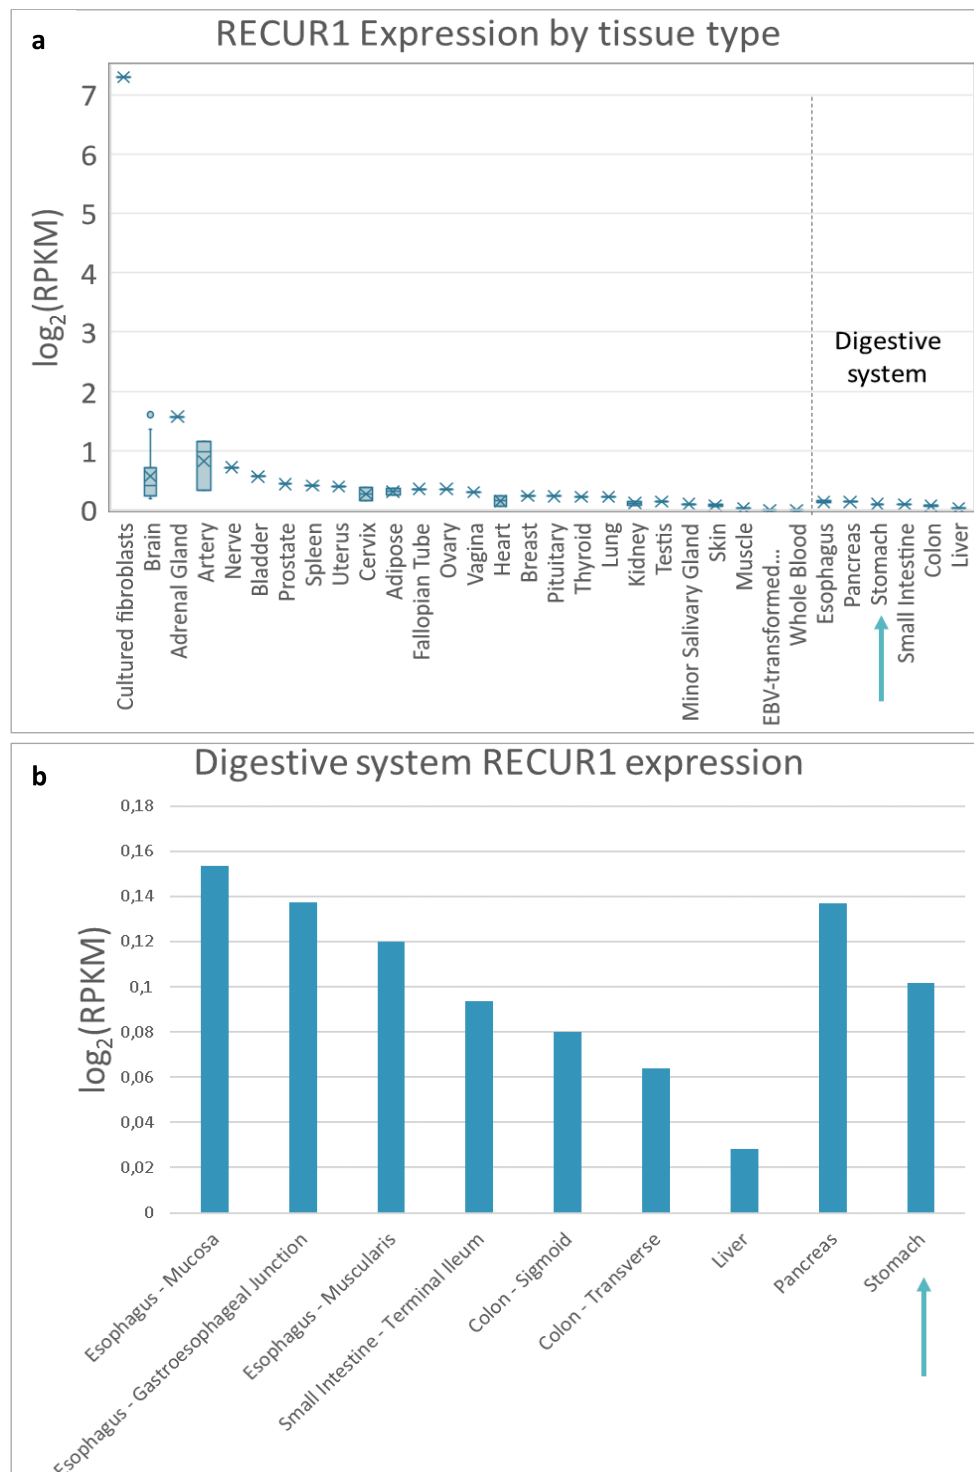 a
RECUR1 Expression by tissue type
log2(RPKM)
7
6
5
4
3
2
1
0
Digestive
system
Cultured fibroblasts
Brain
Adrenal Gland
Artery
Nerve
Bladder
Prostate
Spleen
Uterus
Cervix
Adipose
Fallopian Tube
Ovary
Vagina
Heart
Breast
Pituitary
Thyroid
Lung
Kidney
Testis
Minor Salivary Gland
Skin
Muscle
EBV-transformed...
Whole Blood
Esophagus
Pancreas
Stomach
Small Intestine
Colon
Liver
b
Digestive system RECUR1 expression
log2(RPKM)
0,18
0,16
0,14
0,12
0,1
0,08
0,06
0,04
0,02
0
Esophagus - Mucosa
Esophagus - Gastroesophageal Junction
Esophagus - Muscularis
Small Intestine - Terminal Ileum
Colon - Sigmoid
Colon - Transverse
Liver
Pancreas
Stomach